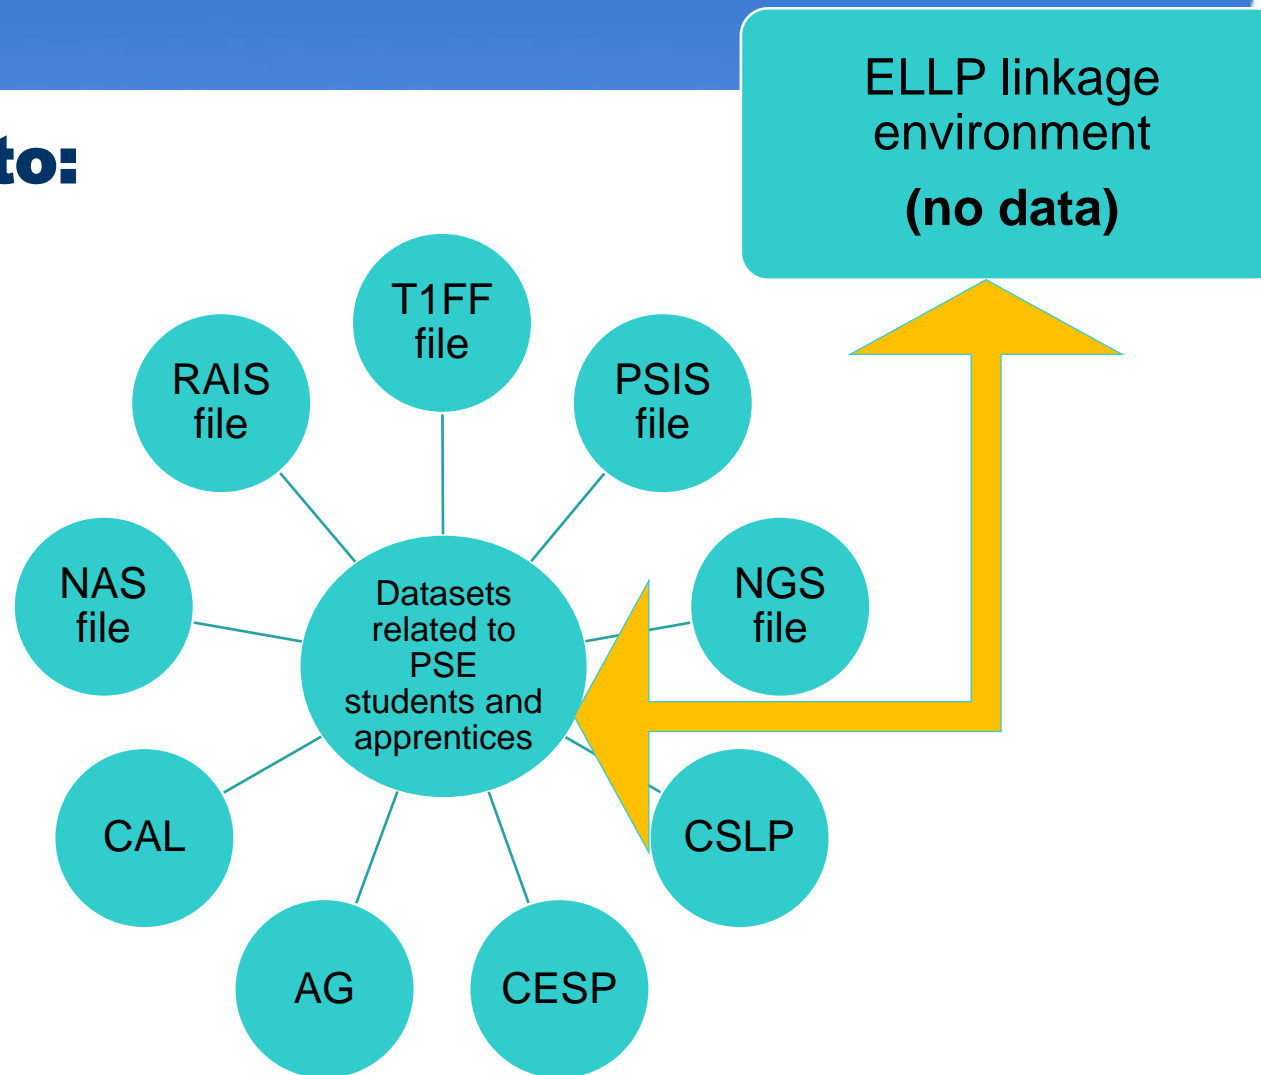 ELLP linkage
environment
(no data)
to:
T1FF
file
RAIS
file
PSIS
file
NAS
file
Datasets
related to
PSE
students and
apprentices
NGS
file
CAL
CSLP
AG
CESP